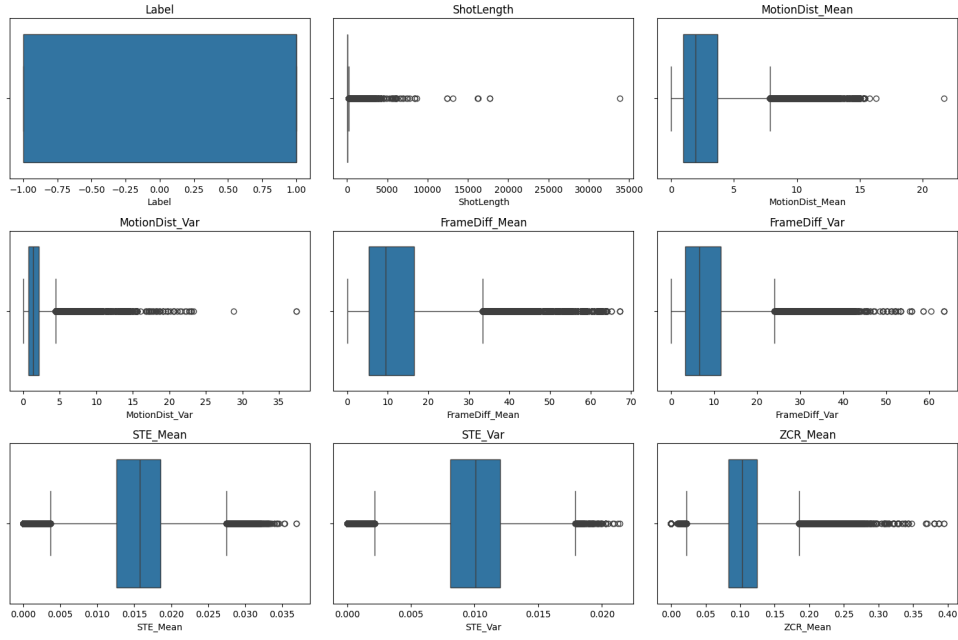 Label ShotLength MotionDist_Mean
−1.00 −0.75 −0.50 −0.25 0.00 0.25 0.50 0.75 1.00 0 5000 10000 15000 20000 25000 30000 35000 0 5 10 15 20
Label ShotLength MotionDist_Mean
MotionDist_Var FrameDiff_Mean FrameDiff_Var
0 5 10 15 20 25 30 35 0 10 20 30 40 50 60 70 0 10 20 30 40 50 60
MotionDist_Var FrameDiff_Mean FrameDiff_Var
STE_Mean STE_Var ZCR_Mean
0.000 0.005 0.010 0.015 0.020 0.025 0.030 0.035 0.000 0.005 0.010 0.015 0.020 0.00 0.05 0.10 0.15 0.20 0.25 0.30 0.35 0.40
STE_Mean STE_Var ZCR_Mean